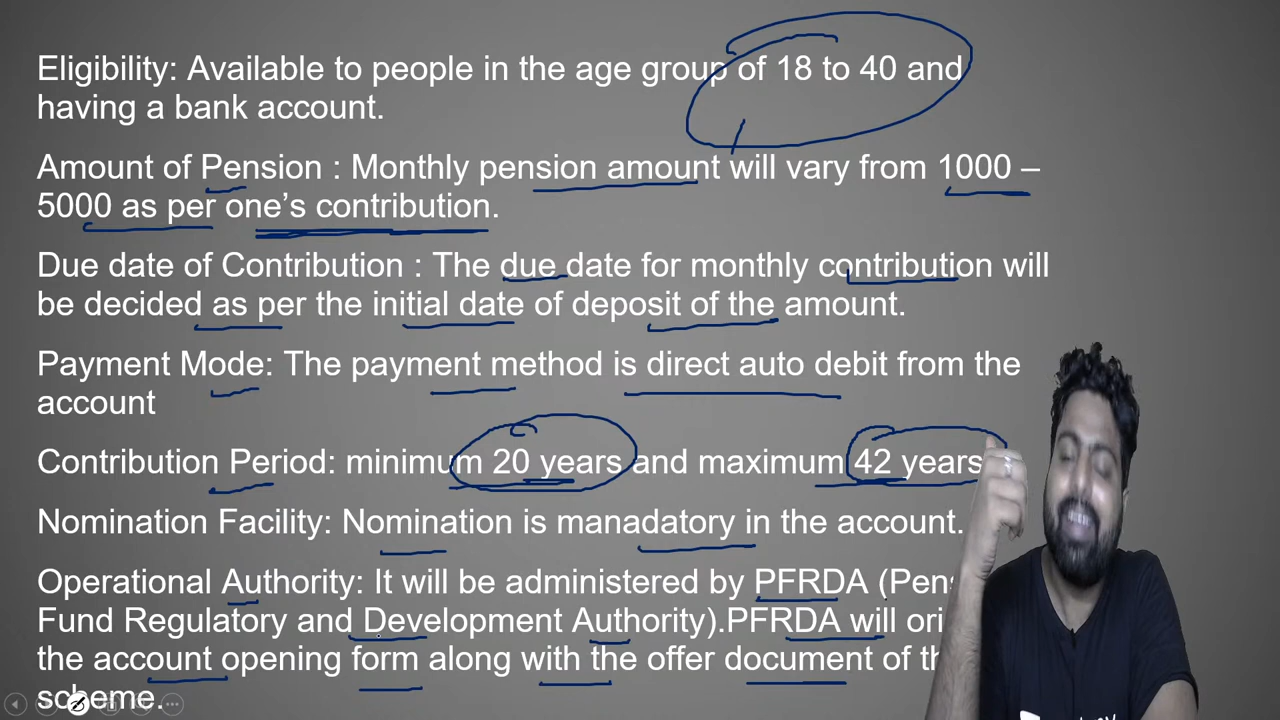 Eligibility: Available to people in the age group of 18 to 40 and
having a bank account.
Amount of Pension : Monthly pension amount will vary from 1000 –
5000 as per one’s contribution.
Due date of Contribution : The due date for monthly contribution will
be decided as per the initial date of deposit of the amount.
Payment Mode: The payment method is direct auto debit from the
account
Contribution Period: minimum 20 years and maximum 42 years
Nomination Facility: Nomination is manadatory in the account.
Operational Authority: It will be administered by PFRDA
Fund Regulatory and Development Authority).PFRDA will
the account opening form along with the offer document of
scheme.